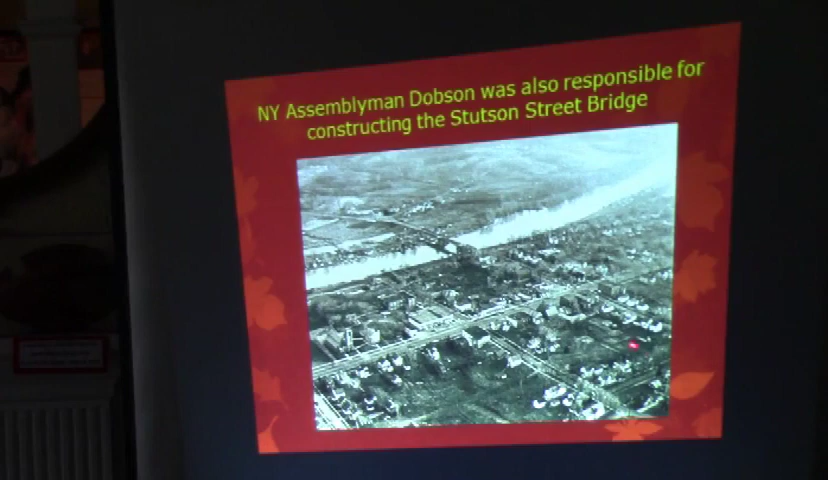 NY Assemblyman Dobson was also responsible for
constructing the Stutson Street Bridge